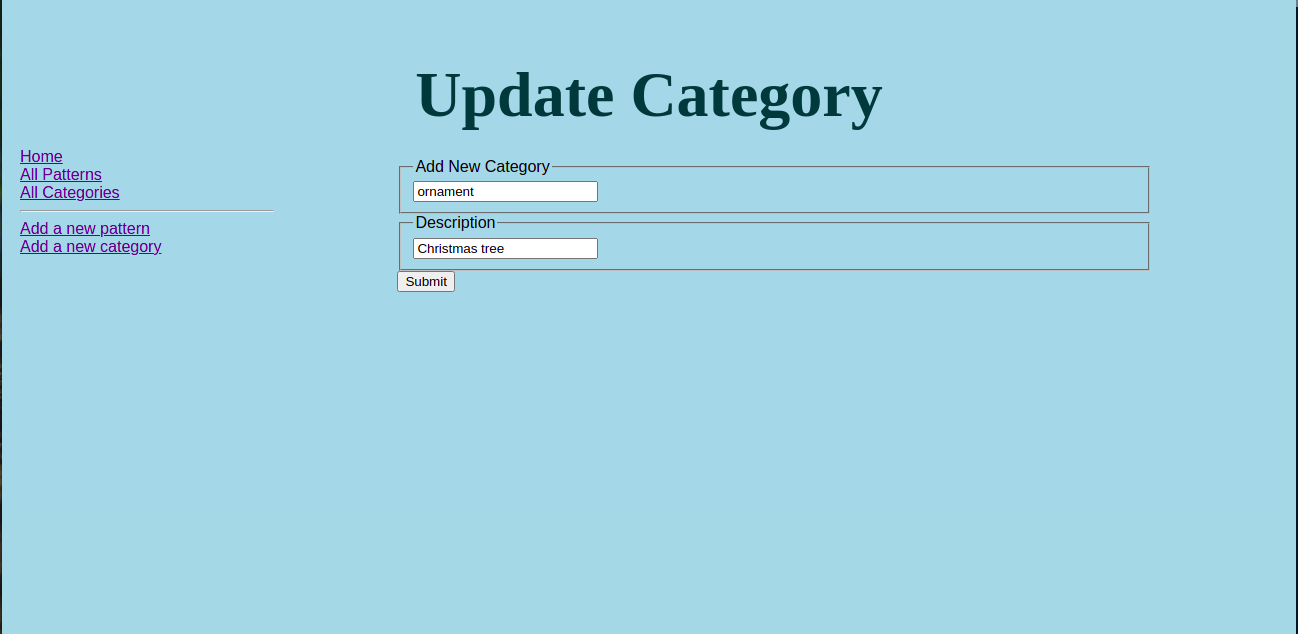 Update Category
Home
All Patterns
All Categories
Add a new pattern
Add a new category
Add New Category
ornament
Description
Christmas tree
Submit